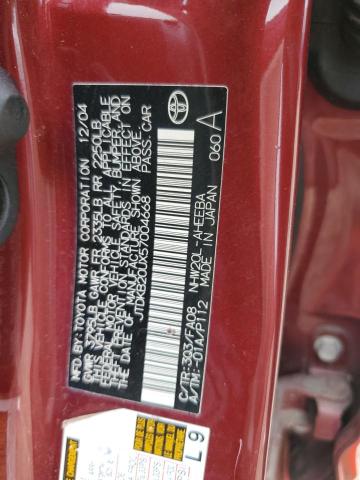 MFD.BY: TOYOTA MOTOR CORPORATION 12/04
GVWR 3795LB GAWR FR 2335LB RR 2250LB
THIS VEHICLE CONFORMS TO ALL APPLICABLE
FEDERAL MOTOR VEHICLE SAFETY, BUMPER, AND
THEFT PREVENTION STANDARDS IN EFFECT ON
THE DATE OF MANUFACTURE SHOWN ABOVE.
JTDKB20UX57004668 PASS.CAR
C/TR:3Q3/FA08 NHW20L-AHEEBA
A/TM:-01A/P112 MADE IN JAPAN 060 A
L9